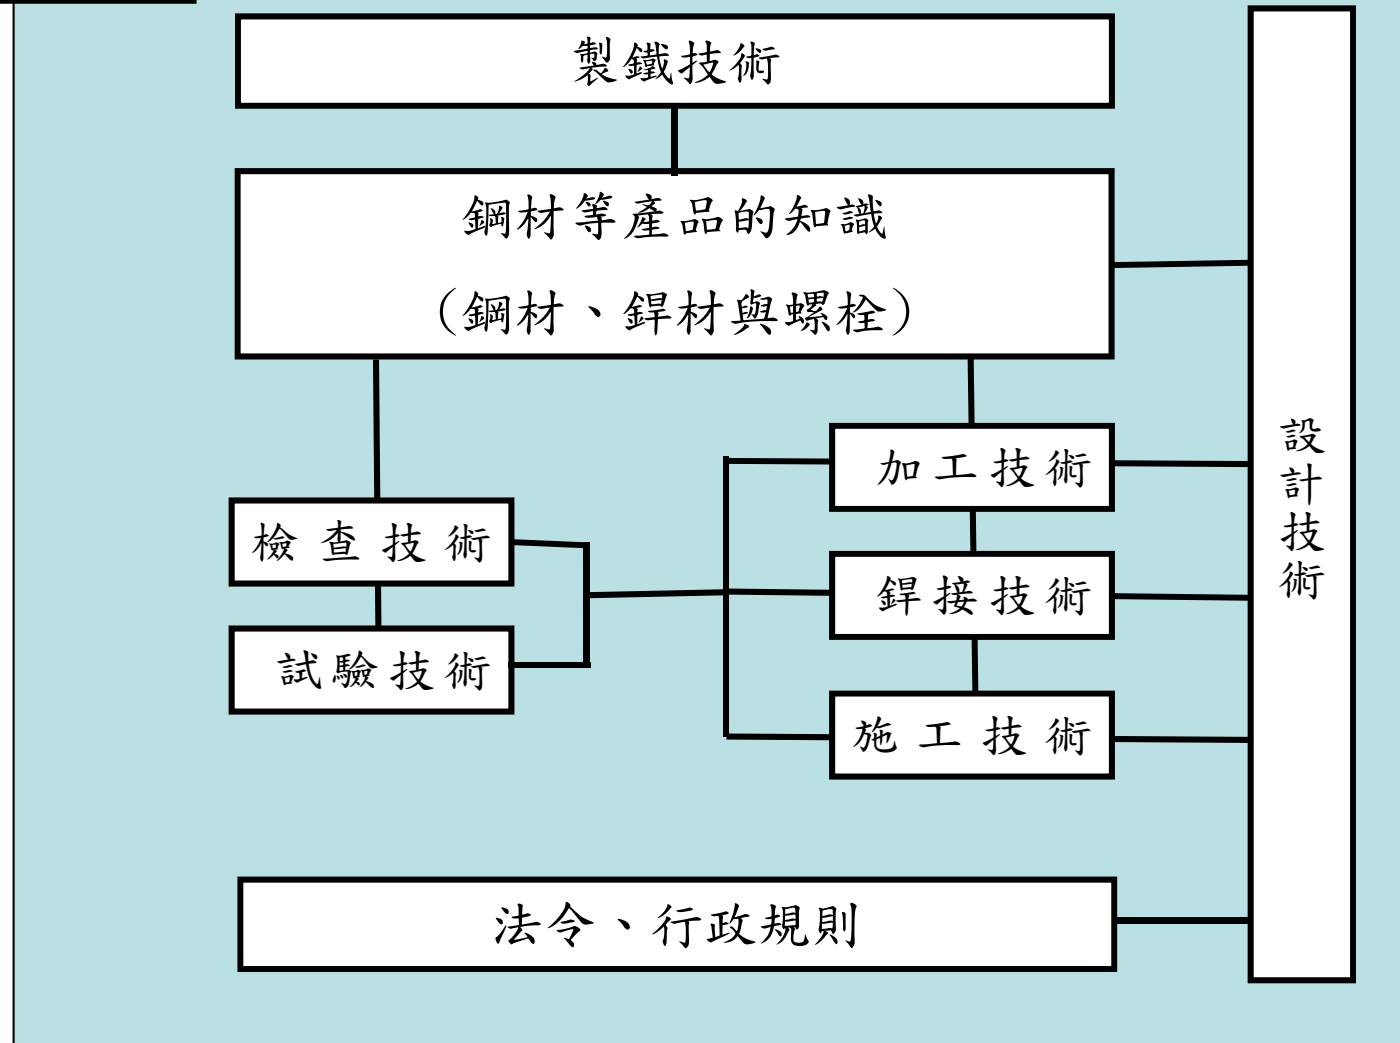 製鐵技術
鋼材等產品的知識
（鋼材、銲材與螺栓）
加工技術
檢查技術
銲接技術
試驗技術
施工技術
法令、行政規則
設計技術